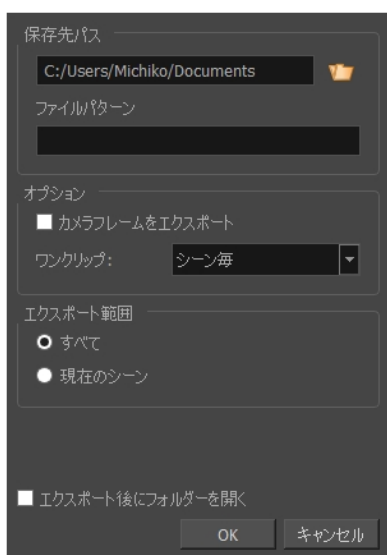 保存先パス
C:/Users/Michiko/Documents
ファイルパターン
オプション
カメラフレームをエクスポート
ワンクリップ：
シーン毎
エクスポート範囲
すべて
現在のシーン
エクスポート後にフォルダーを開く
OK
キャンセル